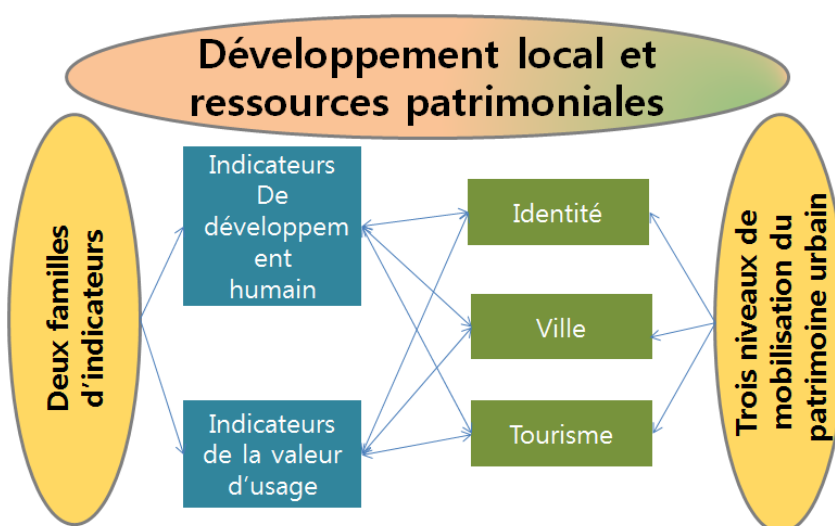 Développement local et
ressources patrimoniales
Deux familles
d'indicateurs
Indicateurs
De
développem
ent
humain
Indicateurs
de la valeur
d'usage
Identité
Ville
Tourisme
Trois niveaux de
mobilisation du
patrimoine urbain